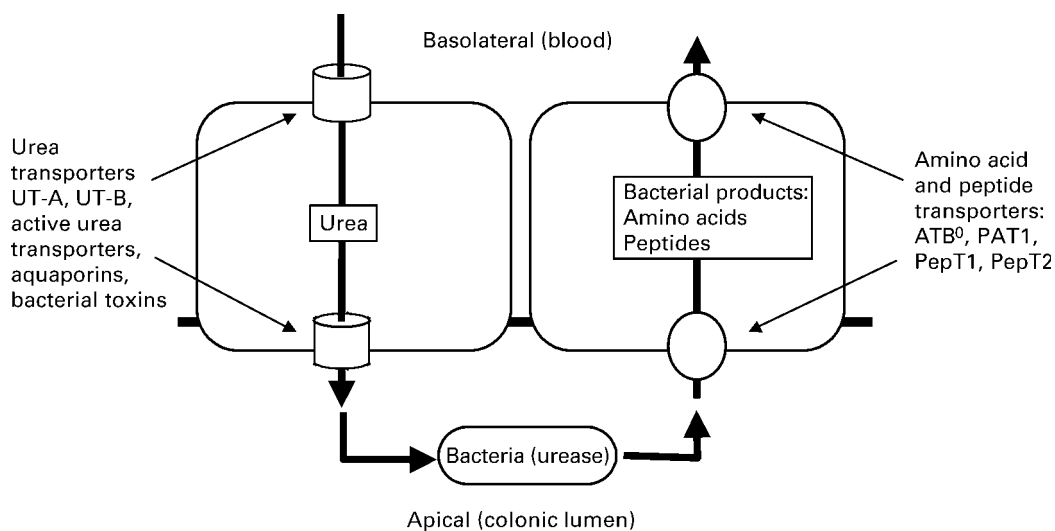 Basolateral (blood)
Urea
transporters
UT-A, UT-B,
active urea
transporters,
aquaporins,
bacterial toxins
Urea
Bacterial products:
Amino acids
Peptides
Amino acid
and peptide
transporters:
ATB⁰, PAT1,
PepT1, PepT2
Bacteria (urease)
Apical (colonic lumen)